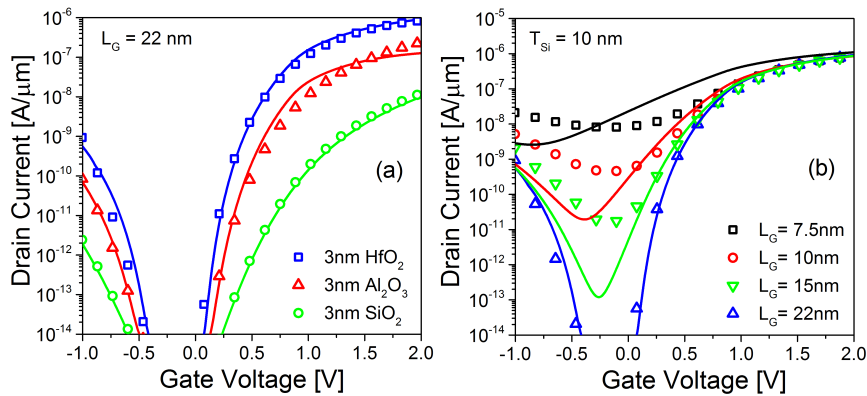 L_G = 22 nm
(a)
3nm HfO₂
3nm Al₂O₃
3nm SiO₂
10⁻⁶
10⁻⁷
10⁻⁸
10⁻⁹
10⁻¹⁰
10⁻¹¹
10⁻¹²
10⁻¹³
10⁻¹⁴
Drain Current [A/μm]
-1.0 -0.5 0.0 0.5 1.0 1.5 2.0
Gate Voltage [V]
T_Si = 10 nm
(b)
L_G= 7.5nm
L_G= 10nm
L_G= 15nm
L_G= 22nm
10⁻⁵
10⁻⁶
10⁻⁷
10⁻⁸
10⁻⁹
10⁻¹⁰
10⁻¹¹
10⁻¹²
10⁻¹³
10⁻¹⁴
Drain Current [A/μm]
-1.0 -0.5 0.0 0.5 1.0 1.5 2.0
Gate Voltage [V]